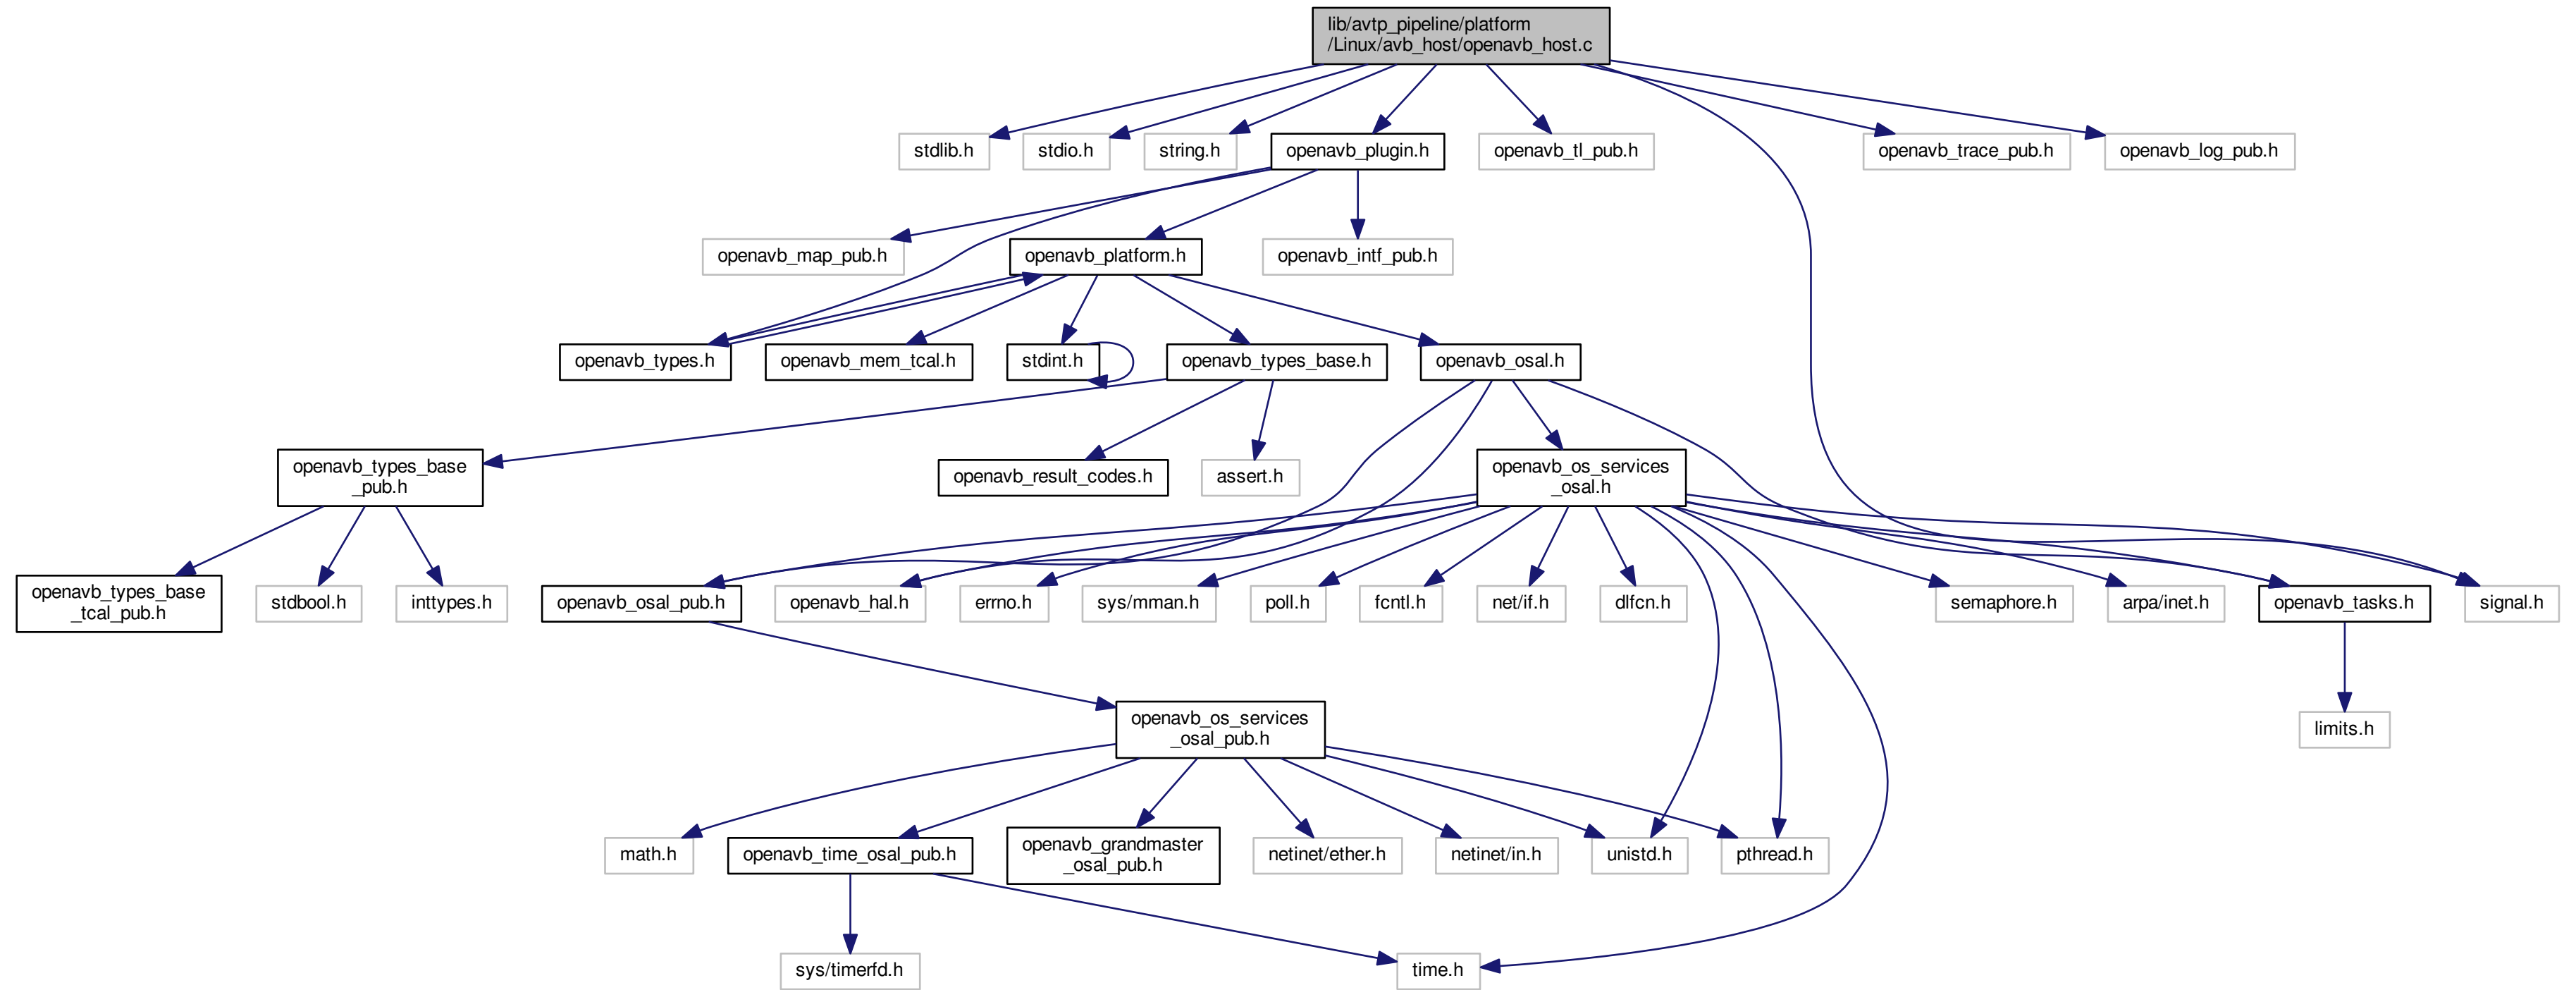 lib/avtp_pipeline/platform
/Linux/avb_host/openavb_host.c
stdlib.h
stdio.h
string.h
openavb_plugin.h
openavb_tl_pub.h
openavb_trace_pub.h
openavb_log_pub.h
openavb_map_pub.h
openavb_platform.h
openavb_intf_pub.h
openavb_types.h
openavb_mem_tcal.h
stdint.h
openavb_types_base.h
openavb_osal.h
openavb_types_base
_pub.h
openavb_result_codes.h
assert.h
openavb_os_services
_osal.h
openavb_types_base
_tcal_pub.h
stdbool.h
inttypes.h
openavb_osal_pub.h
openavb_hal.h
errno.h
sys/mman.h
poll.h
fcntl.h
net/if.h
dlfcn.h
semaphore.h
arpa/inet.h
openavb_tasks.h
signal.h
openavb_os_services
_osal_pub.h
limits.h
math.h
openavb_time_osal_pub.h
openavb_grandmaster
_osal_pub.h
netinet/ether.h
netinet/in.h
unistd.h
pthread.h
sys/timerfd.h
time.h